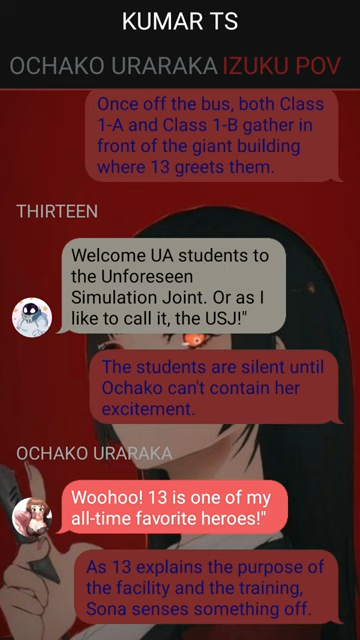 KUMAR TS
OCHAKO URARAKA IZUKU POV
Once off the bus, both Class
1-A and Class 1-B gather in
front of the giant building
where 13 greets them.
THIRTEEN
Welcome UA students to
the Unforeseen
Simulation Joint. Or as I
like to call it, the USJ!"
The students are silent until
Ochako can't contain her
excitement.
OCHAKO URARAKA
Woohoo! 13 is one of my
all-time favorite heroes!"
As 13 explains the purpose of
the facility and the training,
Sona senses something off.